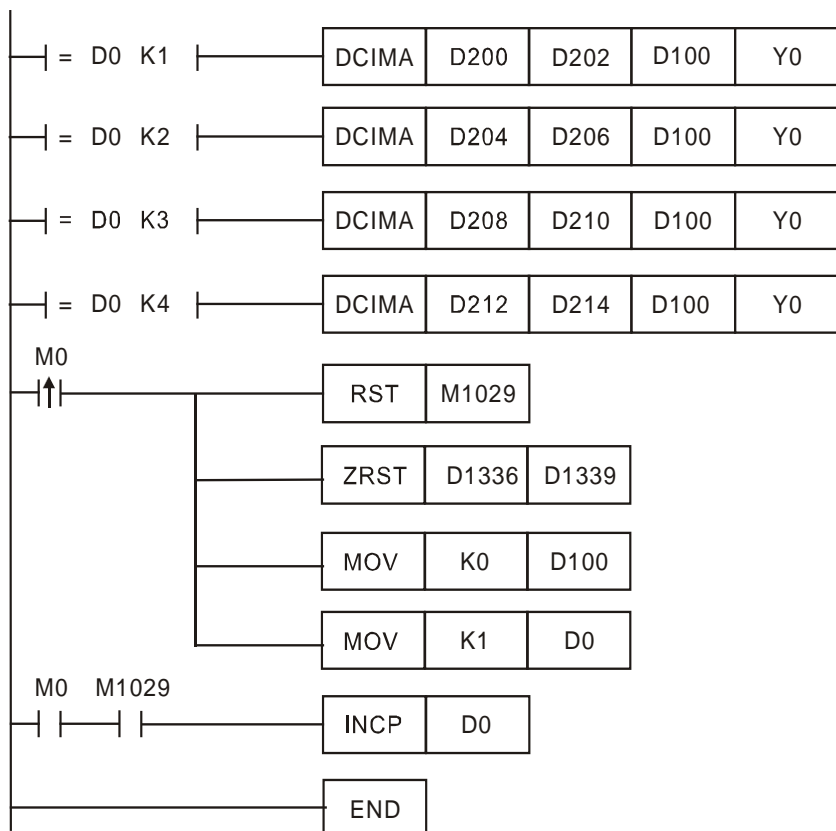 = D0 K1 DCIMA D200 D202 D100 Y0
= D0 K2 DCIMA D204 D206 D100 Y0
= D0 K3 DCIMA D208 D210 D100 Y0
= D0 K4 DCIMA D212 D214 D100 Y0
M0
RST M1029
ZRST D1336 D1339
MOV K0 D100
MOV K1 D0
M0 M1029
INCP D0
END